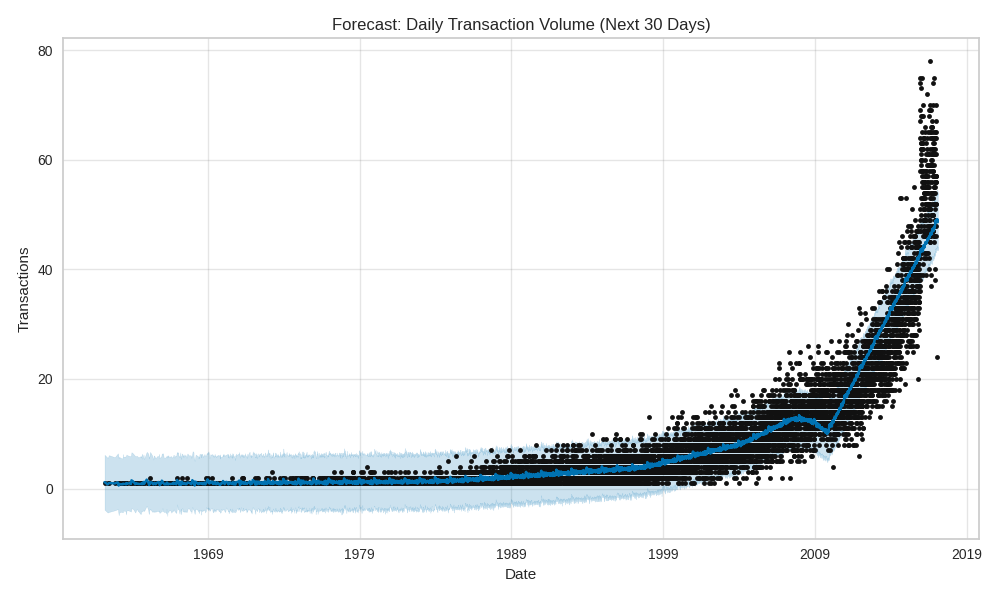 Forecast: Daily Transaction Volume (Next 30 Days)
80
60
40
20
0
Transactions
1969 1979 1989 1999 2009 2019
Date